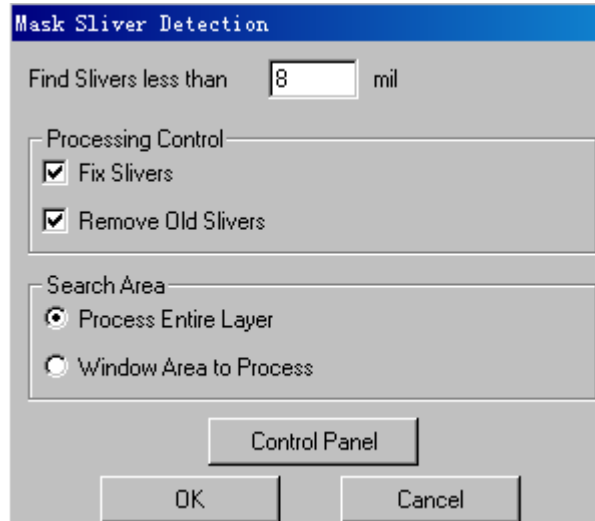 Mask Sliver Detection
Find Slivers less than 8 mil
Processing Control
Fix Slivers
Remove Old Slivers
Search Area
Process Entire Layer
Window Area to Process
Control Panel
OK Cancel